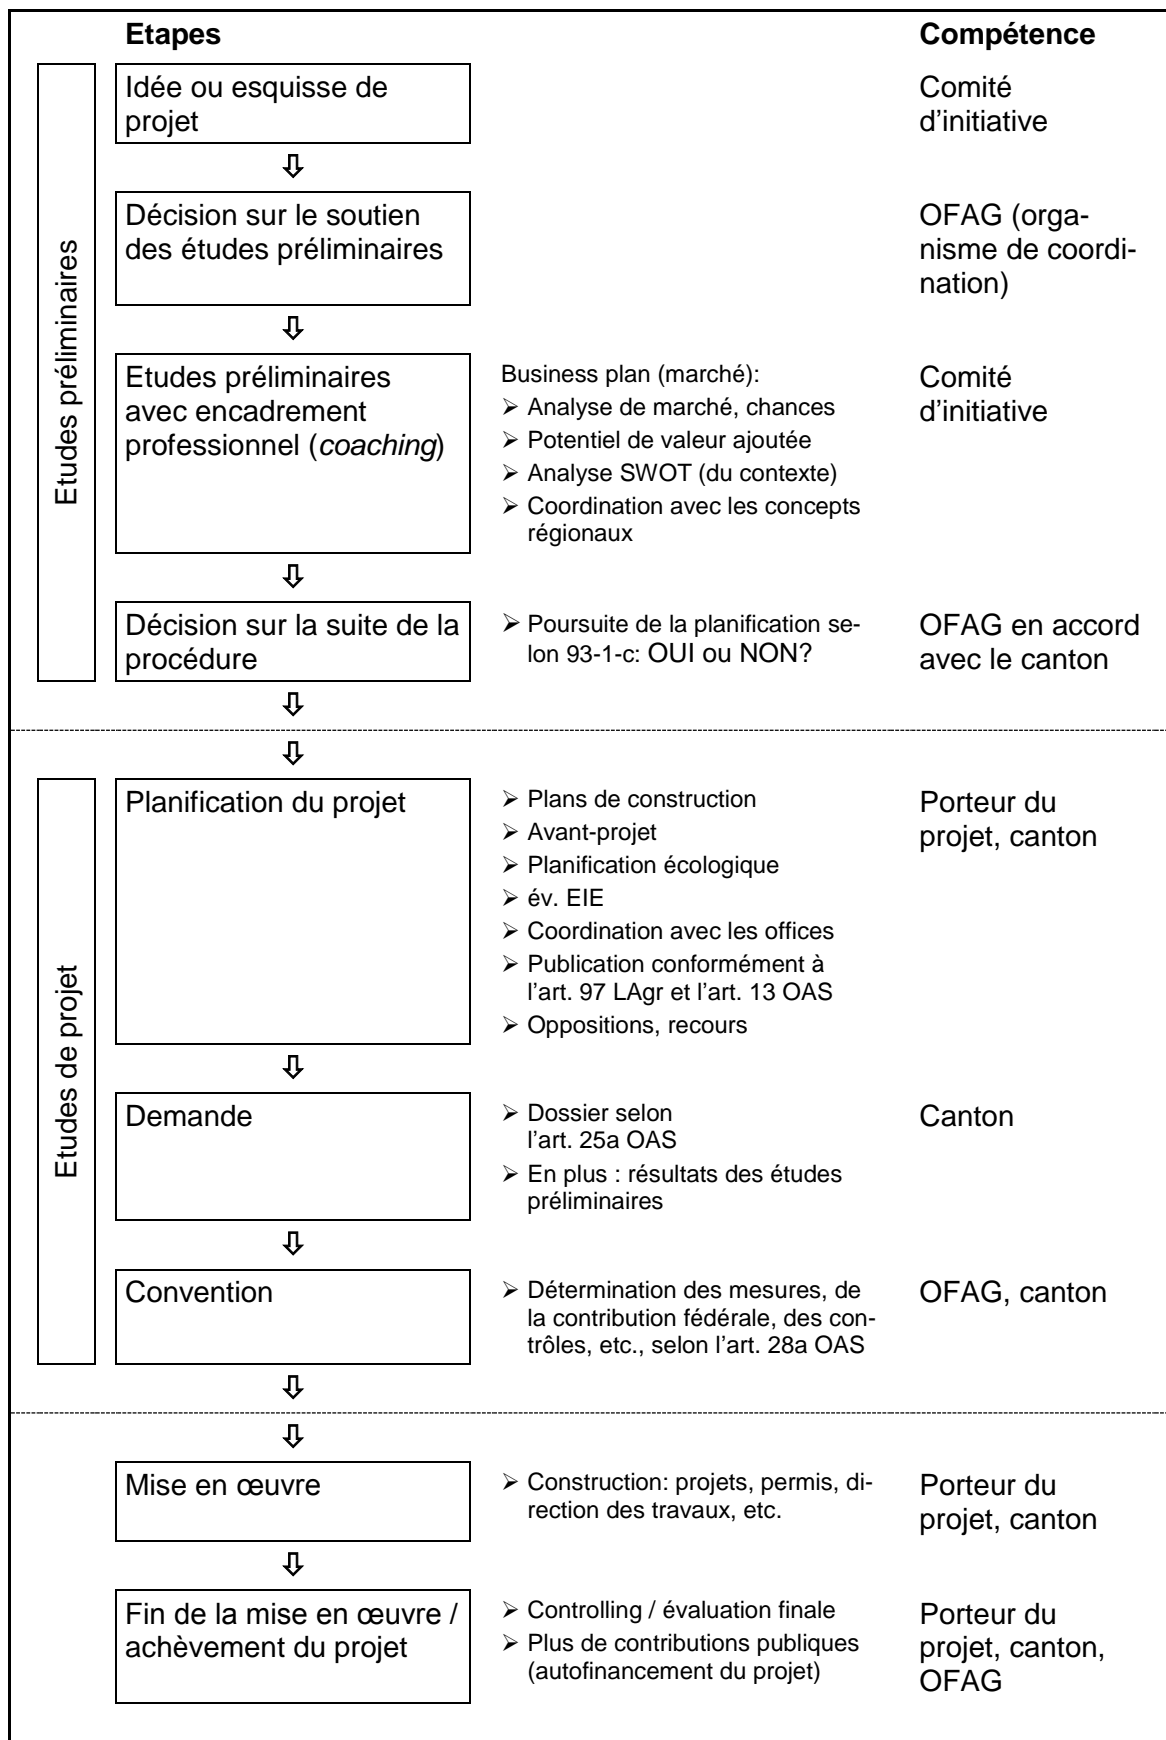 Etapes
Compétence
Etudes préliminaires
Idée ou esquisse de
projet
Comité
d’initiative
Décision sur le soutien
des études préliminaires
OFAG (orga-
nisme de coordi-
nation)
Etudes préliminaires
avec encadrement
professionnel (coaching)
Business plan (marché):
➢ Analyse de marché, chances
➢ Potentiel de valeur ajoutée
➢ Analyse SWOT (du contexte)
➢ Coordination avec les concepts
régionaux
Comité
d’initiative
Décision sur la suite de la
procédure
➢ Poursuite de la planification se-
lon 93-1-c: OUI ou NON?
OFAG en accord
avec le canton
Etudes de projet
Planification du projet
➢ Plans de construction
➢ Avant-projet
➢ Planification écologique
➢ év. EIE
➢ Coordination avec les offices
➢ Publication conformément à
l’art. 97 LAgr et l’art. 13 OAS
➢ Oppositions, recours
Porteur du
projet, canton
Demande
➢ Dossier selon
l’art. 25a OAS
➢ En plus : résultats des études
préliminaires
Canton
Convention
➢ Détermination des mesures, de
la contribution fédérale, des con-
trôles, etc., selon l’art. 28a OAS
OFAG, canton
Mise en œuvre
➢ Construction: projets, permis, di-
rection des travaux, etc.
Porteur du
projet, canton
Fin de la mise en œuvre /
achèvement du projet
➢ Controlling / évaluation finale
➢ Plus de contributions publiques
(autofinancement du projet)
Porteur du
projet, canton,
OFAG